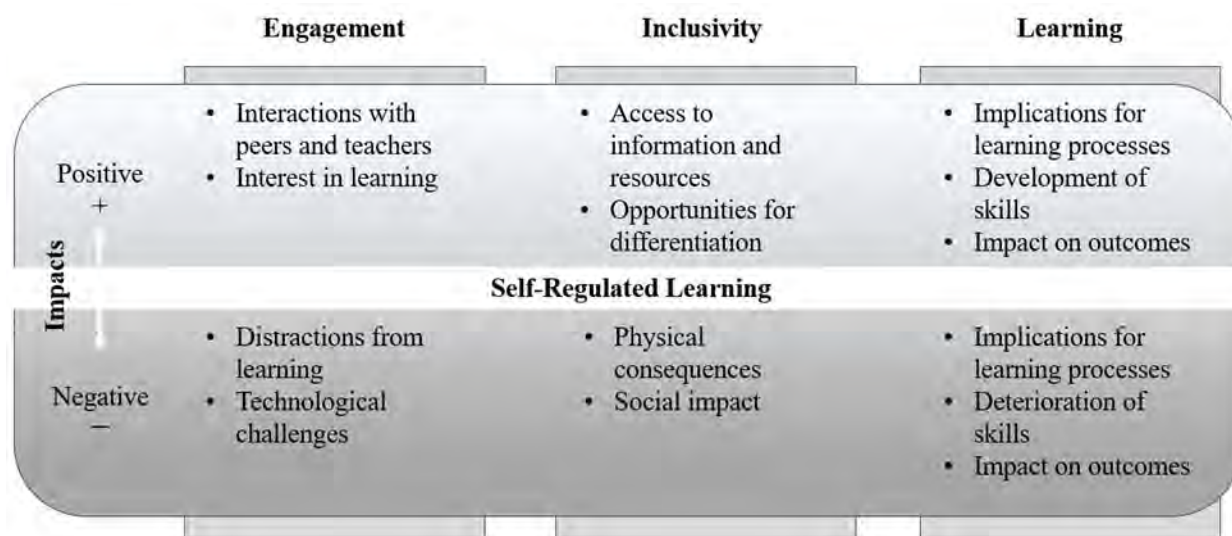 Engagement
Inclusivity
Learning
Impacts
Positive
+
• Interactions with
peers and teachers
• Interest in learning
• Access to
information and
resources
• Opportunities for
differentiation
• Implications for
learning processes
• Development of
skills
• Impact on outcomes
Self-Regulated Learning
Negative
–
• Distractions from
learning
• Technological
challenges
• Physical
consequences
• Social impact
• Implications for
learning processes
• Deterioration of
skills
• Impact on outcomes